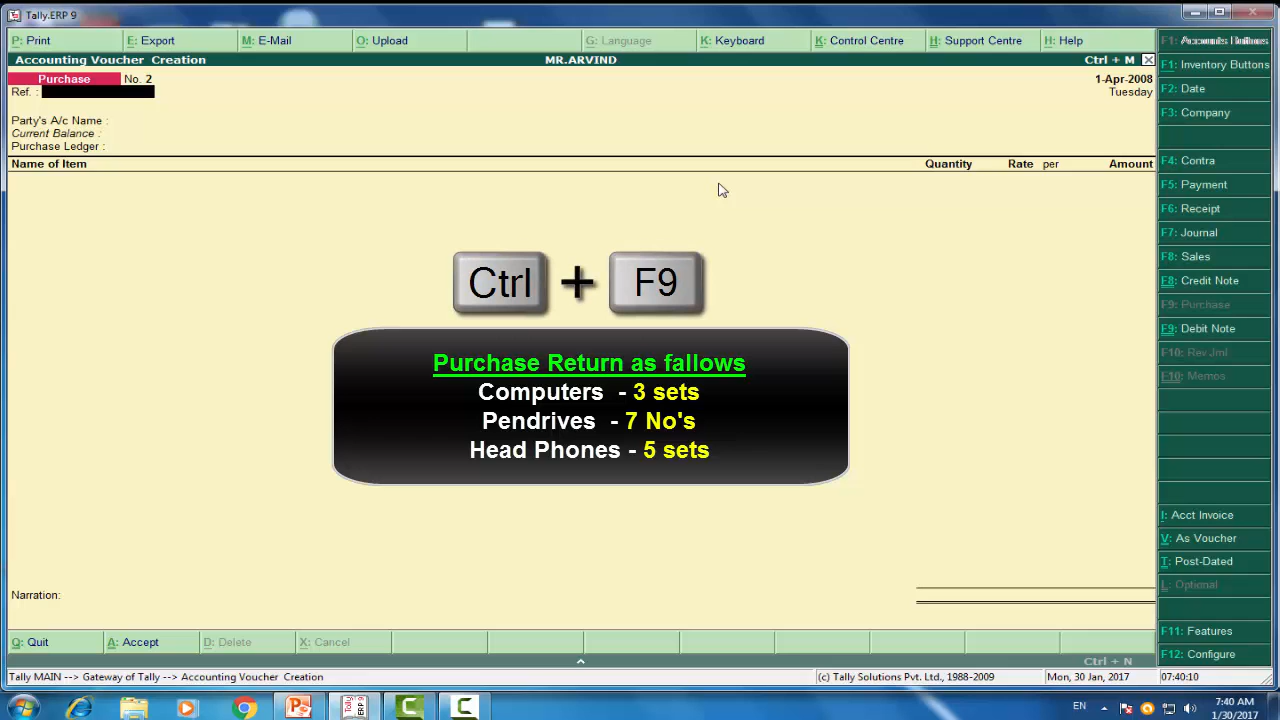 Tally.ERP 9
P: Print
E: Export
M: E-Mail
O: Upload
G: Language
K: Keyboard
K: Control Centre
H: Support Centre
H: Help
Accounting Voucher Creation
MR.ARVIND
Ctrl + M
Purchase
No. 2
1-Apr-2008
Ref. :
Tuesday
Party's A/c Name :
Current Balance :
Purchase Ledger :
Name of Item
Quantity
Rate
per
Amount
Ctrl + F9
Purchase Return as fallows
Computers - 3 sets
Pendrives - 7 No's
Head Phones - 5 sets
Narration:
F1: Accounts Buttons
F1: Inventory Buttons
F2: Date
F3: Company
F4: Contra
F5: Payment
F6: Receipt
F7: Journal
F8: Sales
F8: Credit Note
F9: Purchase
F9: Debit Note
F10: Rev Jrnl
F10: Memos
I: Acct Invoice
V: As Voucher
T: Post-Dated
L: Optional
F11: Features
F12: Configure
Q: Quit
A: Accept
D: Delete
X: Cancel
Ctrl + N
Tally MAIN --> Gateway of Tally --> Accounting Voucher Creation
(c) Tally Solutions Pvt. Ltd., 1988-2009
Mon, 30 Jan, 2017
07:40:10
EN
7:40 AM
1/30/2017